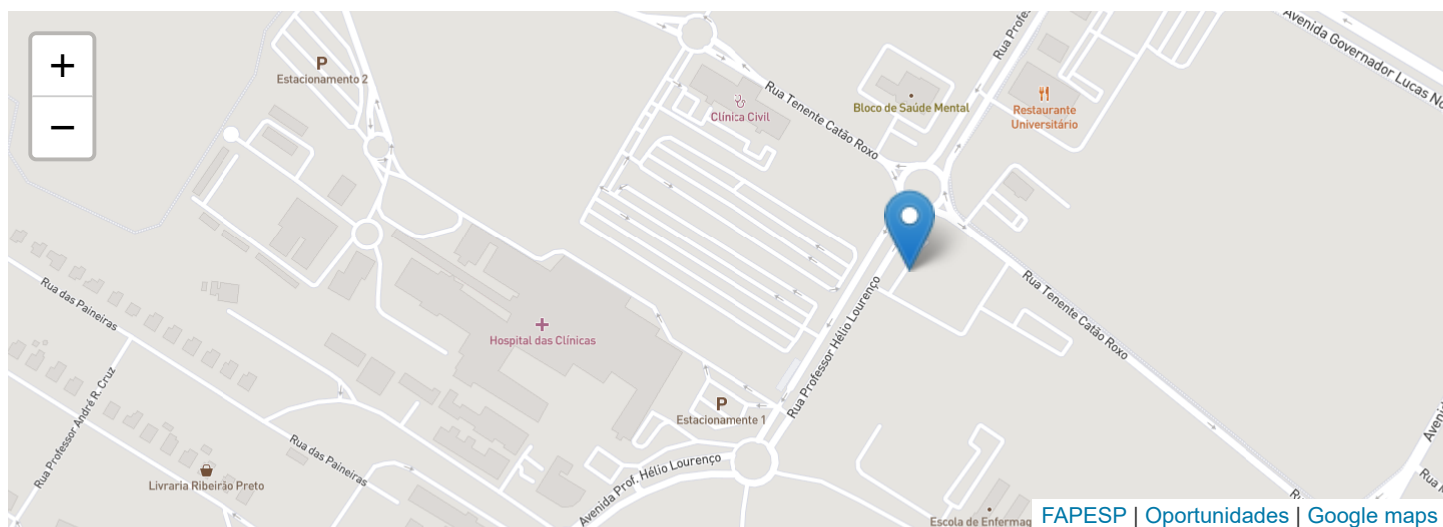 +
−
P
Estacionamento 2
Clínica Civil
Rua Tenente Catão Roxo
Bloco de Saúde Mental
Rua Profes
Restaurante
Universitário
Avenida Governador Lucas No
Rua das Paineiras
Hospital das Clínicas
Rua Professor Hélio Lourenço
Rua Tenente Catão Roxo
Rua Professor André R. Cruz
P
Estacionamente 1
Rua das Paineiras
Avenida Prof. Hélio Lourenço
Livraria Ribeirão Preto
Escola de Enfermag
FAPESP | Oportunidades | Google maps